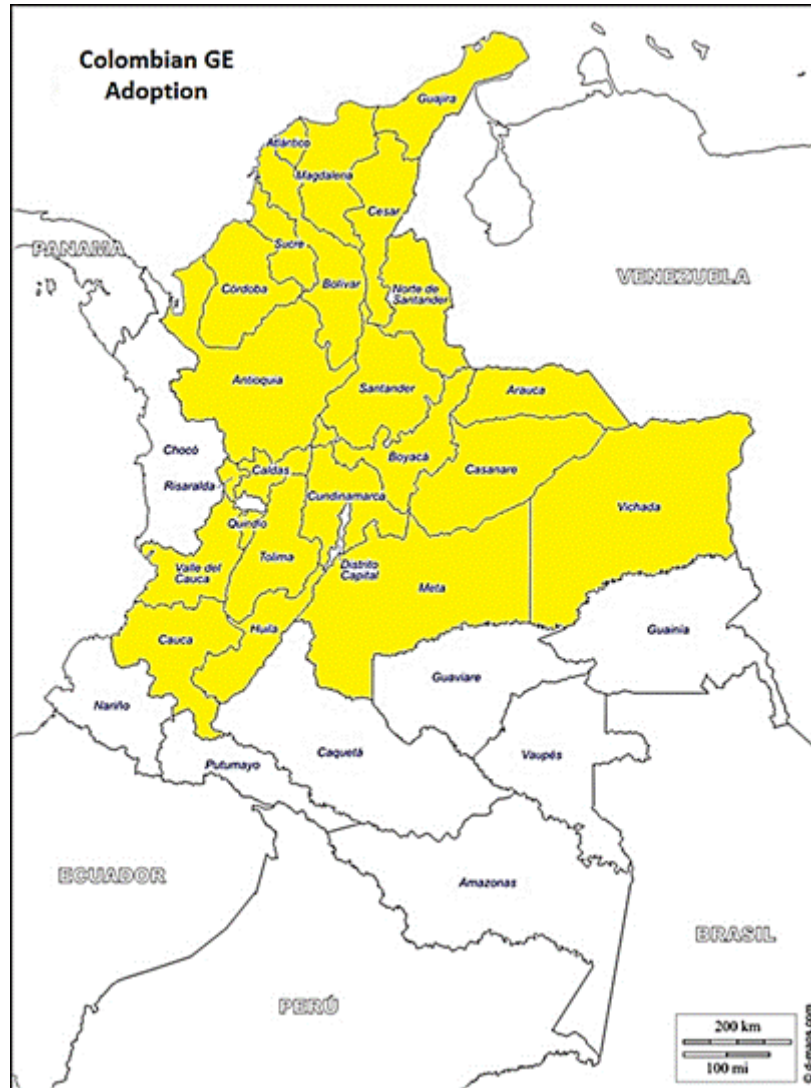 Colombian GE
Adoption
Guajira
Atlántico
Magdalena
Cesar
PANAMA
Sucre
VENEZUELA
Córdoba
Bolívar
Norte de
Santander
Antioquia
Santander
Arauca
Chocó
Boyacá
Risaralda
Caldas
Casanare
Cundinamarca
Vichada
Quindío
Tolima
Valle del
Cauca
Distrito
Capital
Meta
Huila
Cauca
Guainía
Nariño
Guaviare
Putumayo
Caquetá
Vaupés
ECUADOR
Amazonas
BRASIL
PERÚ
200 km
100 mi